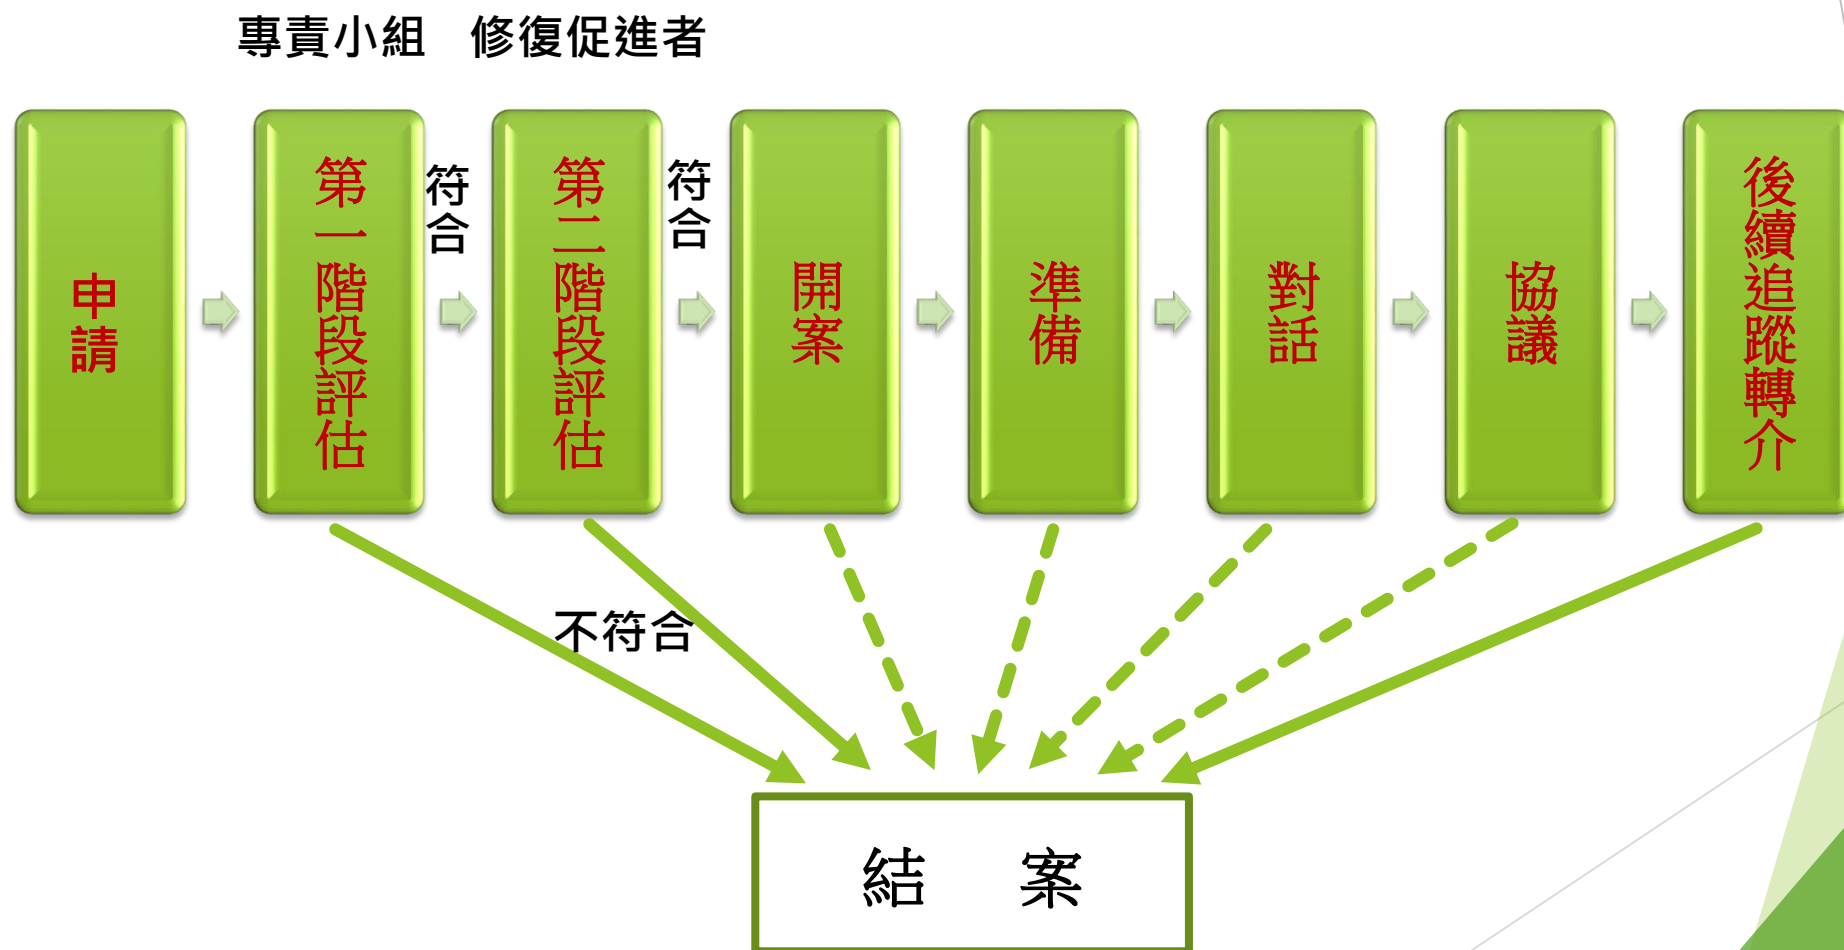 專責小組 修復促進者
申請
第一階段評估
符合
第二階段評估
符合
開案
準備
對話
協議
後續追蹤轉介
不符合
結 案